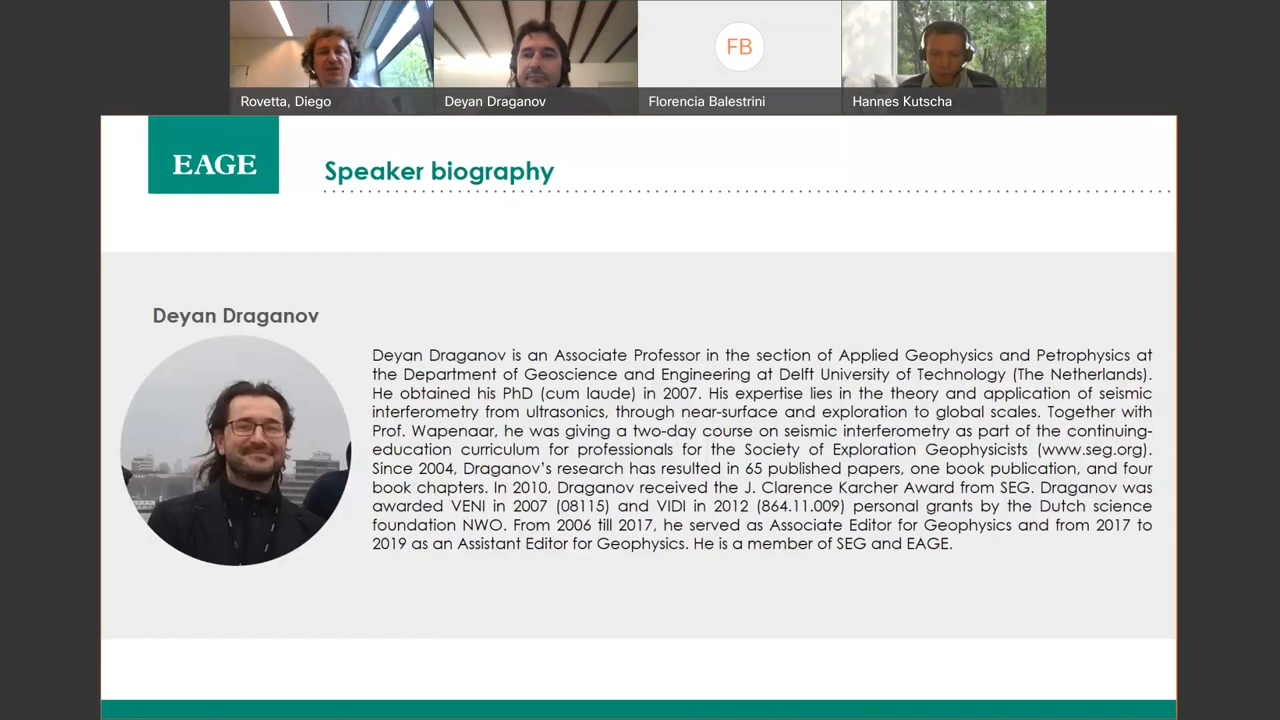 FB
Rovetta, Diego
Deyan Draganov
Florencia Balestrini
Hannes Kutscha
EAGE
Speaker biography
Deyan Draganov
Deyan Draganov is an Associate Professor in the section of Applied Geophysics and Petrophysics at
the Department of Geoscience and Engineering at Delft University of Technology (The Netherlands).
He obtained his PhD (cum laude) in 2007. His expertise lies in the theory and application of seismic
interferometry from ultrasonics, through near-surface and exploration to global scales. Together with
Prof. Wapenaar, he was giving a two-day course on seismic interferometry as part of the continuing-
education curriculum for professionals for the Society of Exploration Geophysicists (www.seg.org).
Since 2004, Draganov's research has resulted in 65 published papers, one book publication, and four
book chapters. In 2010, Draganov received the J. Clarence Karcher Award from SEG. Draganov was
awarded VENI in 2007 (08115) and VIDI in 2012 (864.11.009) personal grants by the Dutch science
foundation NWO. From 2006 till 2017, he served as Associate Editor for Geophysics and from 2017 to
2019 as an Assistant Editor for Geophysics. He is a member of SEG and EAGE.